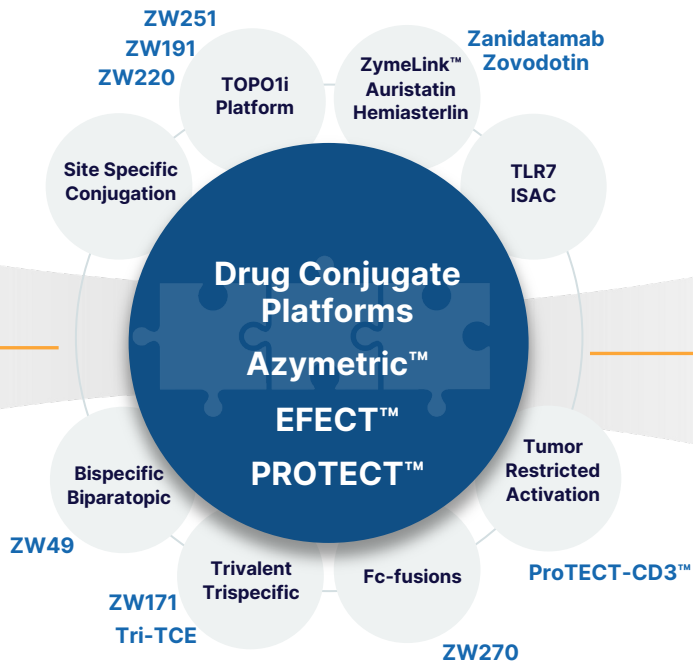 ZW251
ZW191
ZW220
TOPO1i
Platform
ZymeLink™
Auristatin
Hemiasterlin
Zanidatamab
Zovodotin
Site Specific
Conjugation
TLR7
ISAC
Drug Conjugate
Platforms
Azymetric™
EFECT™
PROTECT™
Bispecific
Biparatopic
ZW49
Trivalent
Trispecific
ZW171
Tri-TCE
Fc-fusions
ZW270
Tumor
Restricted
Activation
ProTECT-CD3™